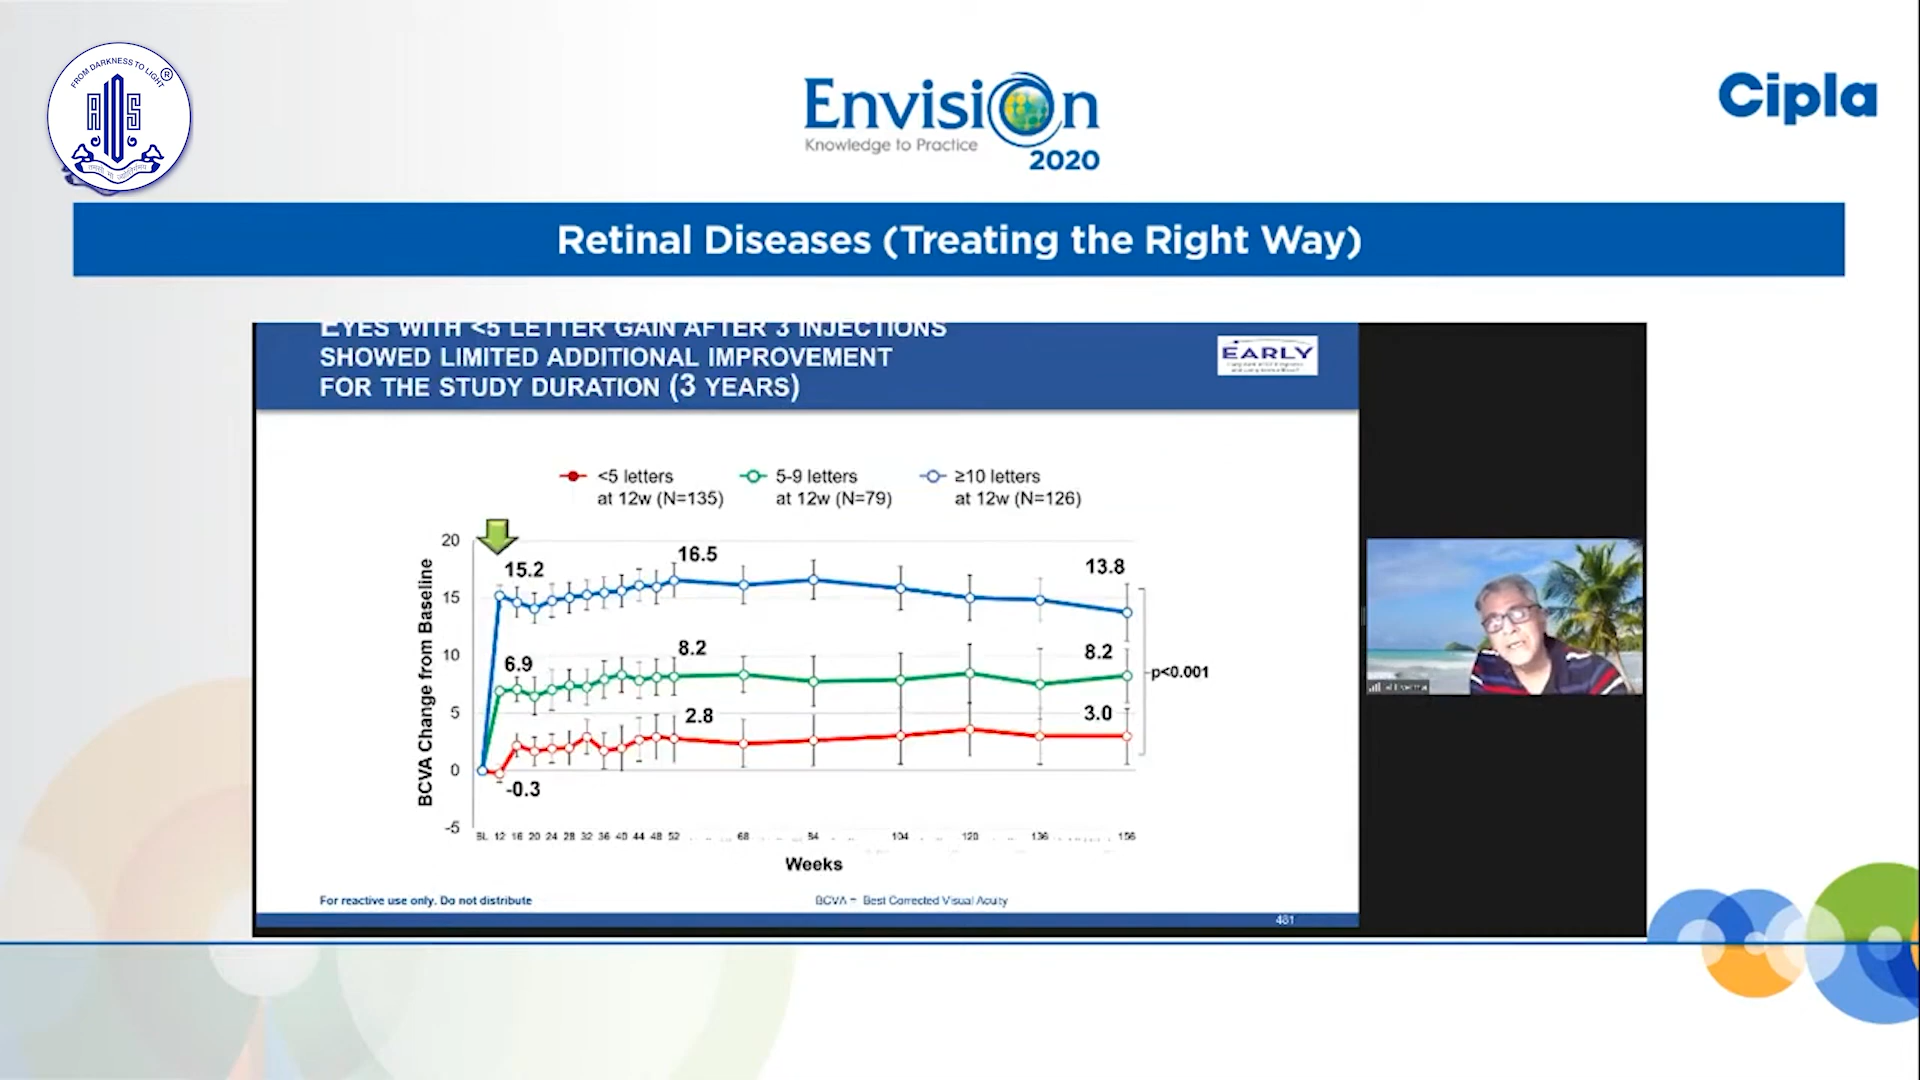 FROM DARKNESS TO LIGHT
®
AIOS
Envision
Knowledge to Practice
2020
Cipla
Retinal Diseases (Treating the Right Way)
EYES WITH <5 LETTER GAIN AFTER 3 INJECTIONS
SHOWED LIMITED ADDITIONAL IMPROVEMENT
FOR THE STUDY DURATION (3 YEARS)
EARLY
<5 letters
at 12w (N=135)
5-9 letters
at 12w (N=79)
≥10 letters
at 12w (N=126)
BCVA Change from Baseline
20
15
10
5
0
-5
15.2
16.5
13.8
6.9
8.2
8.2
p<0.001
2.8
3.0
-0.3
BL 12 16 20 24 28 32 36 40 44 48 52 68 84 104 120 136 156
Weeks
For reactive use only. Do not distribute
BCVA = Best Corrected Visual Acuity
481